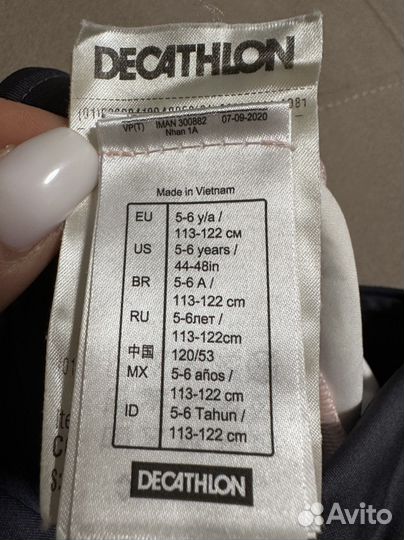 DECATHLON
VP(T) IMAN 300882 07-09-2020
Nhan 1A
Made in Vietnam
EU 5-6 y/a /
113-122 см
US 5-6 years /
44-48in
BR 5-6 A /
113-122 cm
RU 5-6лет /
113-122cm
中国 120/53
MX 5-6 años /
113-122 cm
ID 5-6 Tahun /
113-122 cm
DECATHLON
Avito